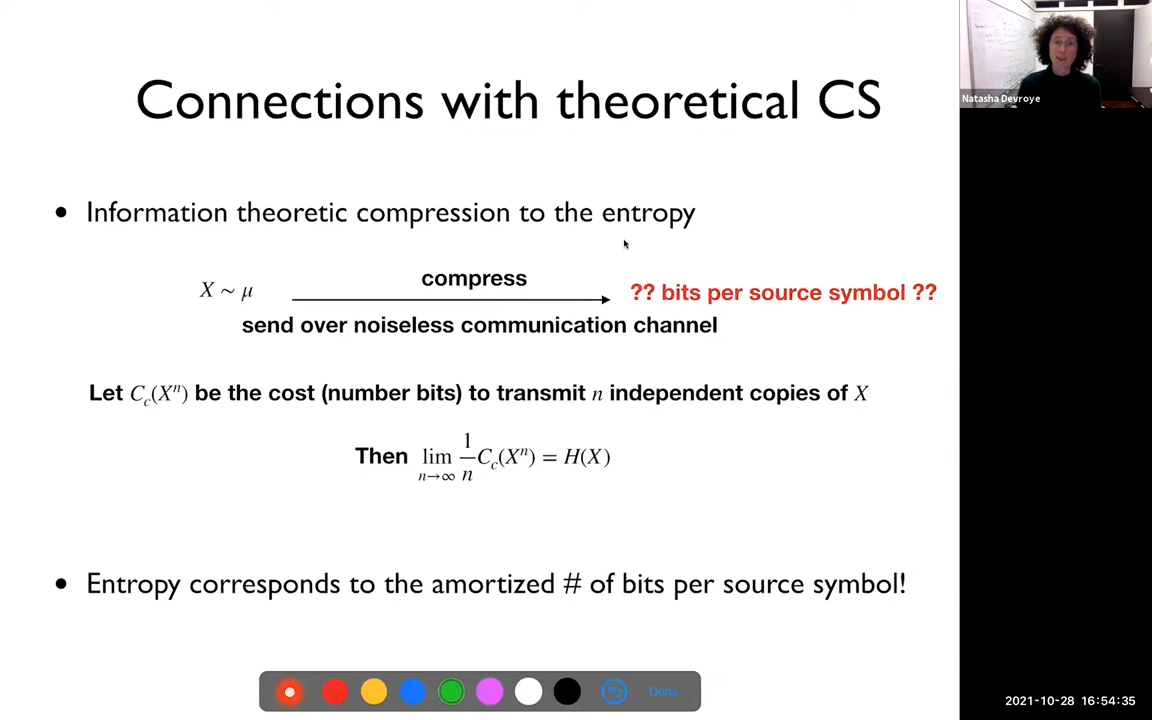 Connections with theoretical CS
Natasha Devroye
• Information theoretic compression to the entropy
compress
X ∼ μ
?? bits per source symbol ??
send over noiseless communication channel
Let C_c(X^n) be the cost (number bits) to transmit n independent copies of X
Then lim_{n→∞} 1/n C_c(X^n) = H(X)
• Entropy corresponds to the amortized # of bits per source symbol!
Done
2021-10-28 16:54:35